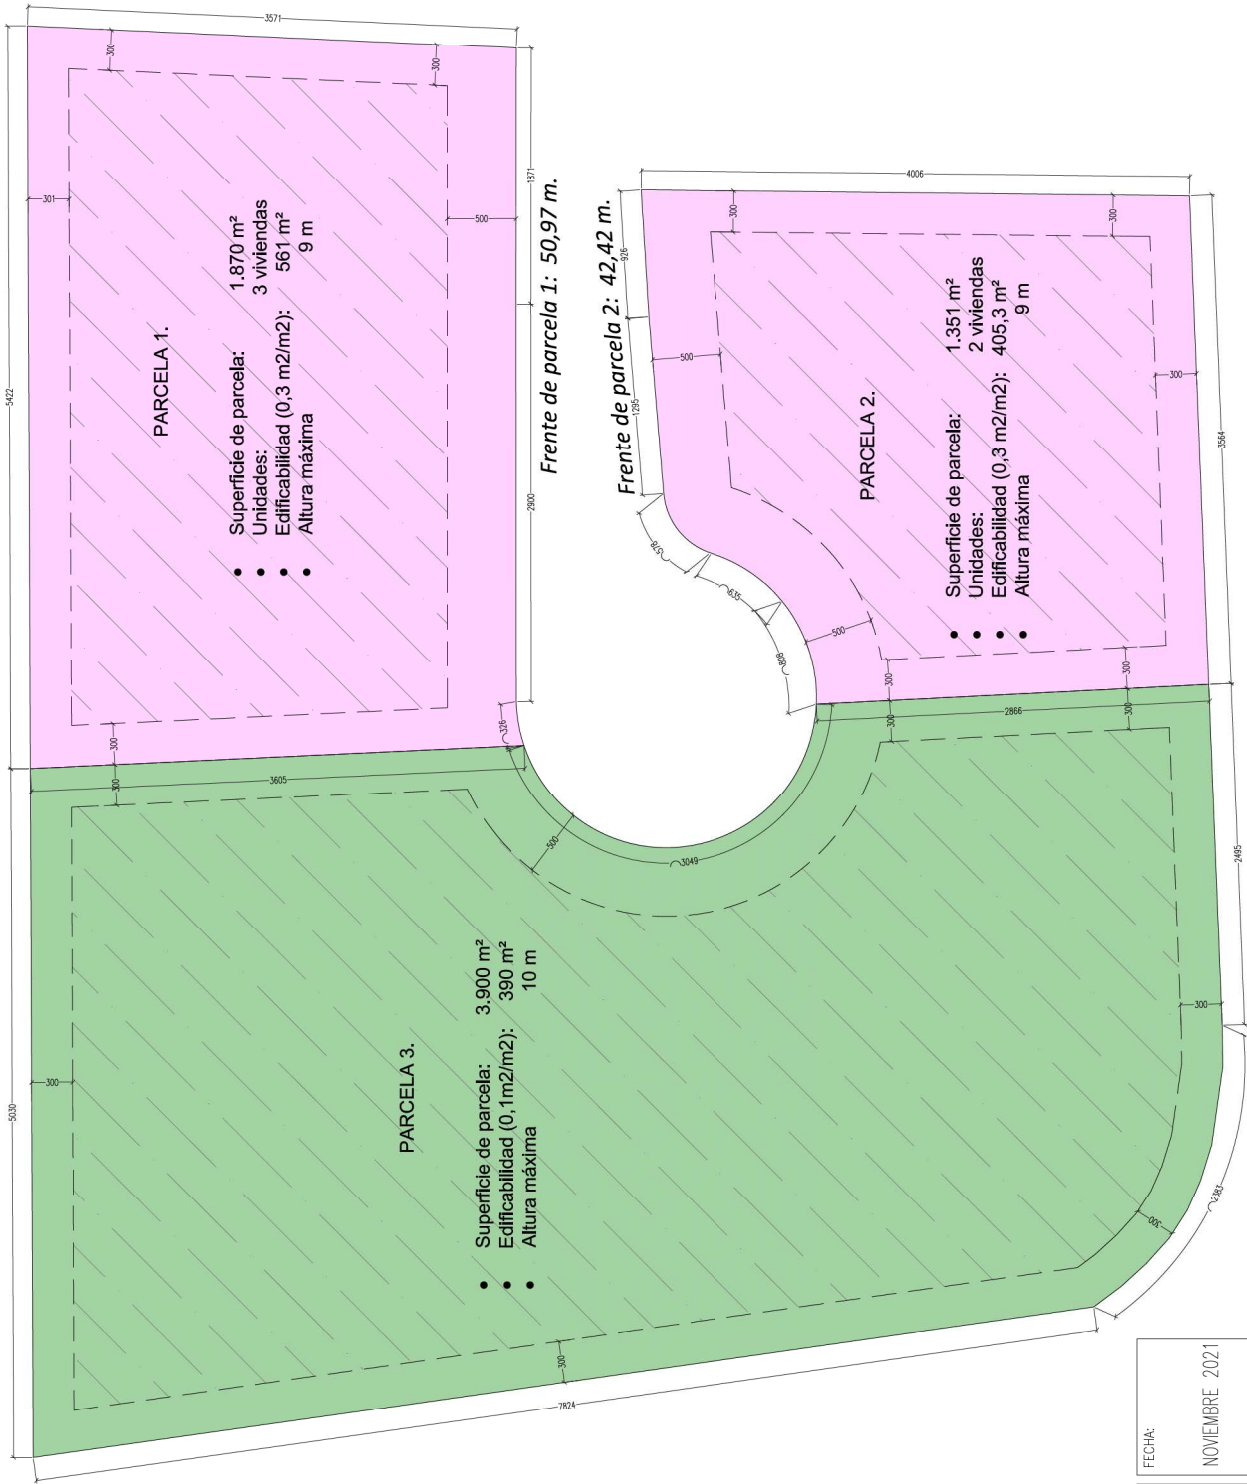 PARCELA 1.
• Superficie de parcela: 1.870 m²
• Unidades: 3 viviendas
• Edificabilidad (0,3 m2/m2): 561 m²
• Altura máxima 9 m
Frente de parcela 1: 50,97 m.
Frente de parcela 2: 42,42 m.
PARCELA 2.
• Superficie de parcela: 1.351 m²
• Unidades: 2 viviendas
• Edificabilidad (0,3 m2/m2): 405,3 m²
• Altura máxima 9 m
PARCELA 3.
• Superficie de parcela: 3.900 m²
• Edificabilidad (0,1m2/m2): 390 m²
• Altura máxima 10 m
5422
3571
301
301
300
500
1371
2900
300
300
3605
326
5030
300
500
3049
926
1295
578
635
4006
300
300
500
500
300
3564
300
300
300
300
2866
2495
300
2383
300
300
7824
FECHA:
NOVIEMBRE 2021